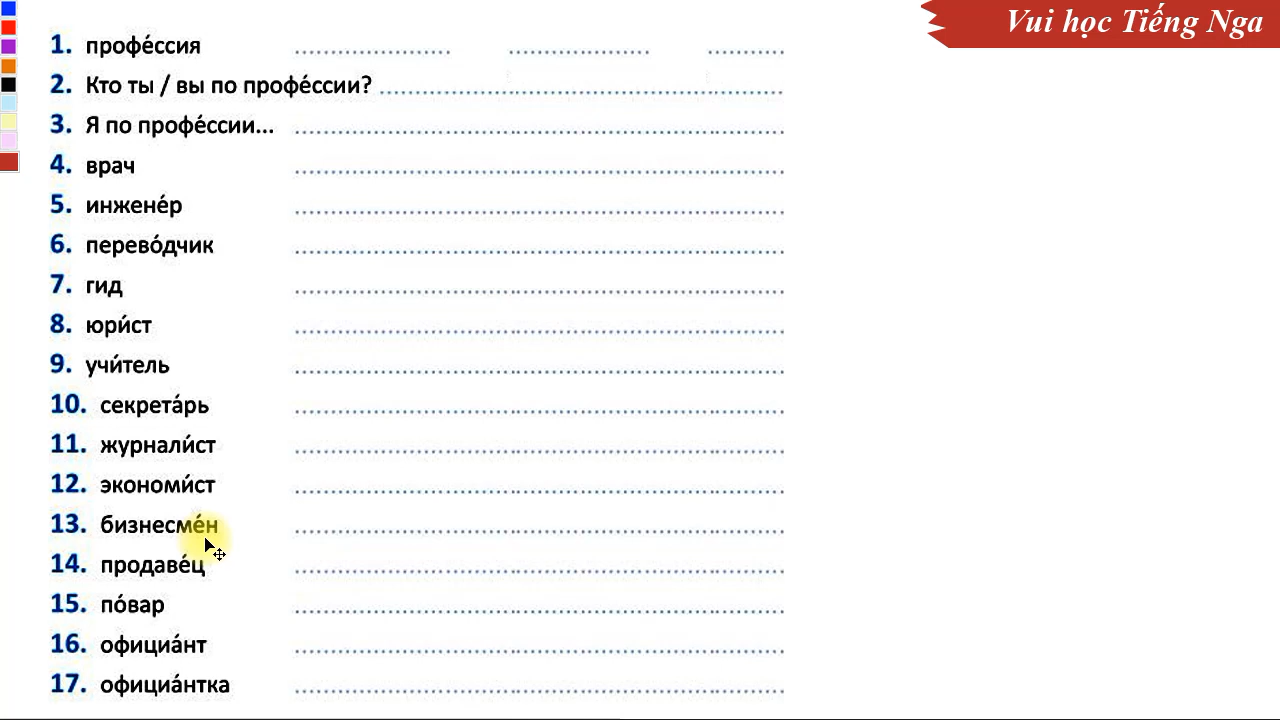 Vui học Tiếng Nga
1. профе́ссия
2. Кто ты / вы по профе́ссии?
3. Я по профе́ссии...
4. врач
5. инжене́р
6. перево́дчик
7. гид
8. юри́ст
9. учи́тель
10. секрета́рь
11. журнали́ст
12. экономи́ст
13. бизнесме́н
14. продаве́ц
15. по́вар
16. официа́нт
17. официа́нтка